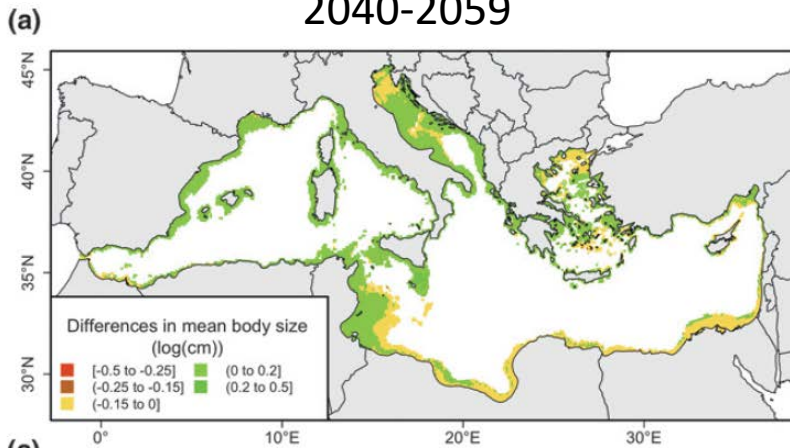 2040-2059
(a)
45°N
40°N
35°N
30°N
Differences in mean body size
(log(cm))
[-0.5 to -0.25]
(-0.25 to -0.15]
(-0.15 to 0]
(0 to 0.2]
(0.2 to 0.5]
0°
10°E
20°E
30°E